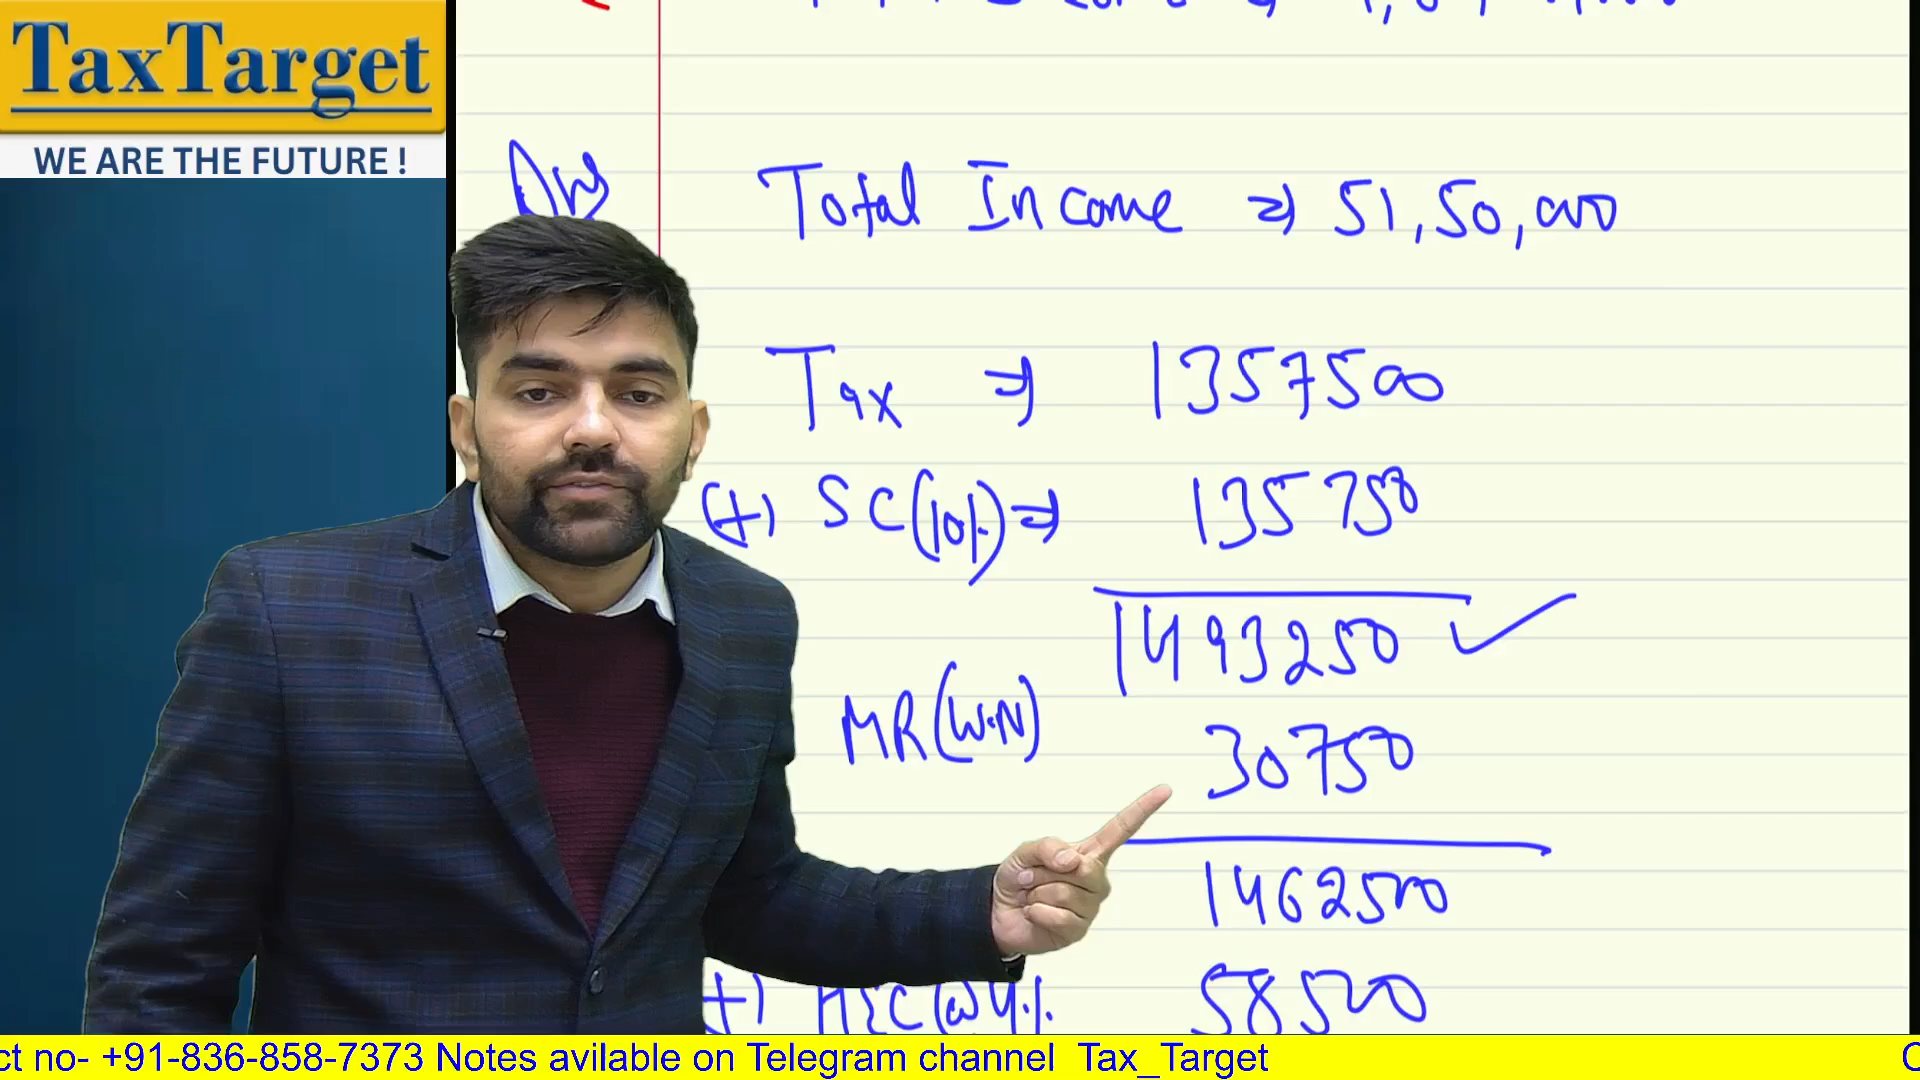 TaxTarget
WE ARE THE FUTURE !
Ans
Total Income ⇒ 51,50,000
Tax ⇒ 1357500
(+) SC(10%) ⇒ 135750
1493250 ✓
MR(W.N) 30750
1462500
(+) HEC @4% 58500
ct no- +91-836-858-7373 Notes avilable on Telegram channel Tax_Target